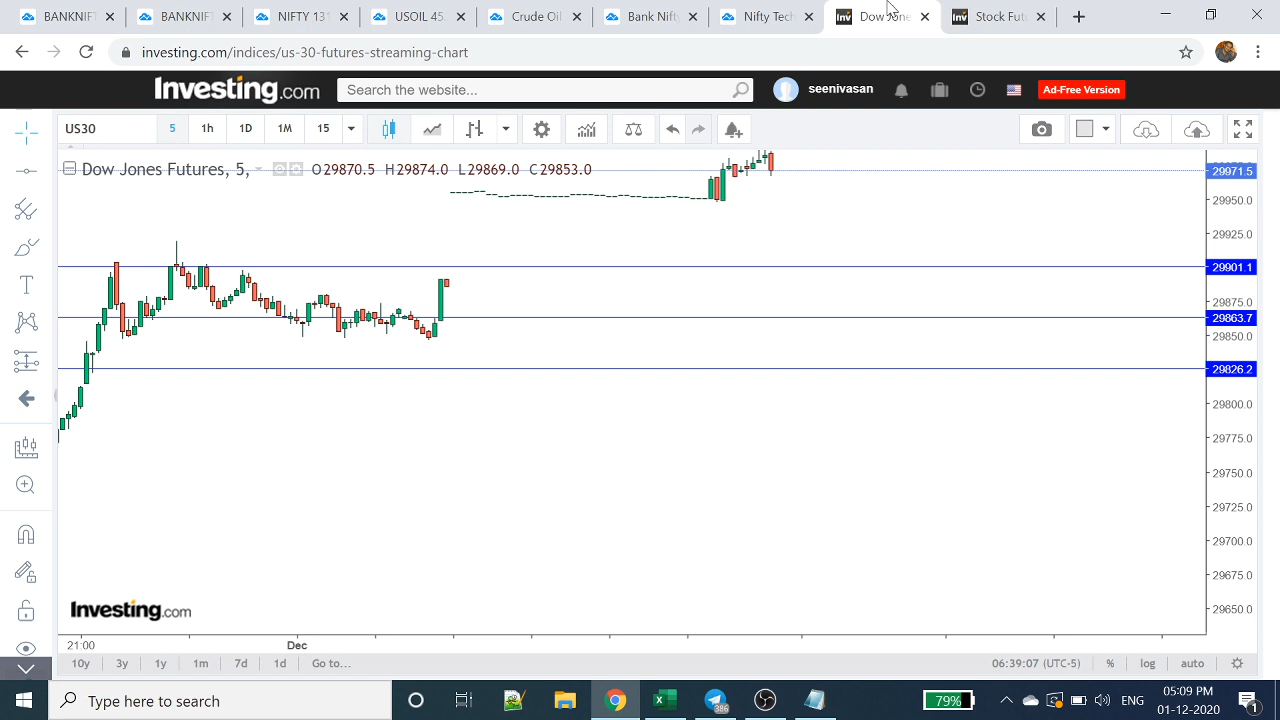 BANKNIF
BANKNIF
NIFTY 131
USOIL 45
Crude Oil
Bank Nifty
Nifty Tech
Stock Fut
investing.com/indices/us-30-futures-streaming-chart
Investing.com
Search the website...
seenivasan
Ad-Free Version
US30
5
1h
1D
1M
15
Dow Jones Futures, 5,
O29870.5 H29874.0 L29869.0 C29853.0
29971.5
29950.0
29925.0
29901.1
29875.0
29863.7
29850.0
29826.2
29800.0
29775.0
29750.0
29725.0
29700.0
29675.0
29650.0
Investing.com
21:00
Dec
10y
3y
1y
1m
7d
1d
Go to...
06:39:07 (UTC-5)
%
log
auto
Type here to search
386
79%
ENG
05:09 PM
01-12-2020
1